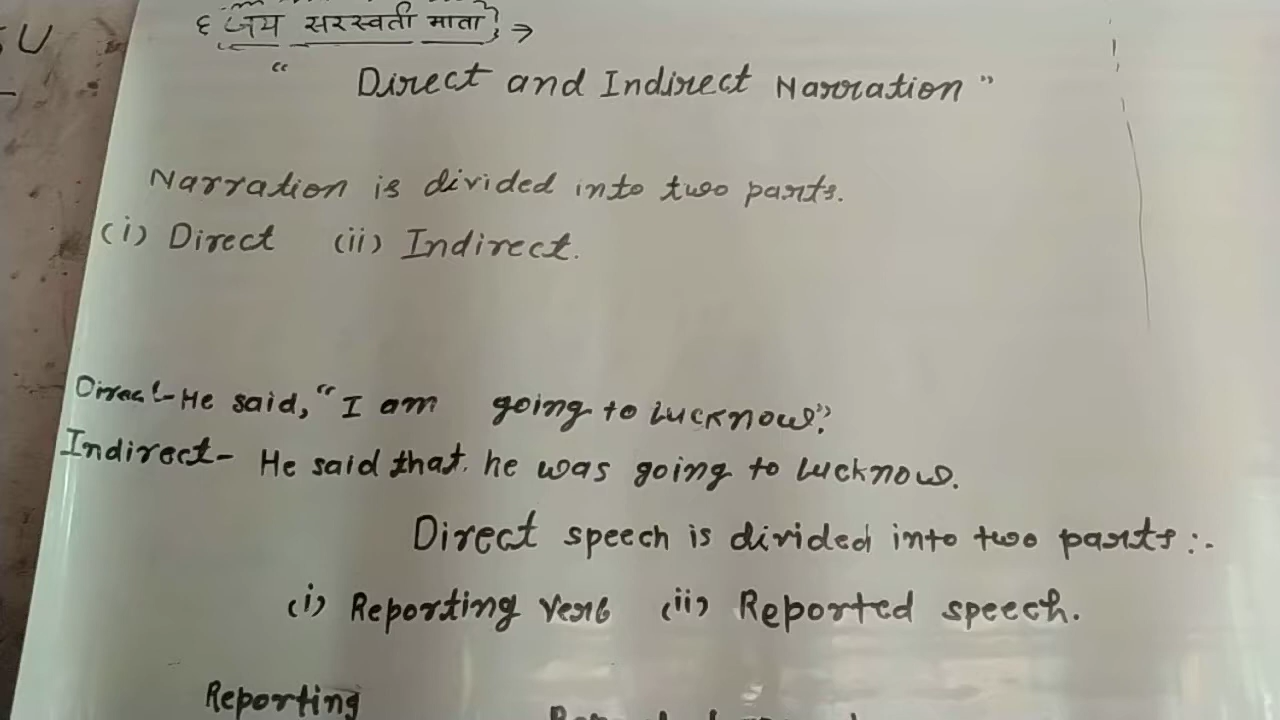 { जय सरस्वती माता } →
" Direct and Indirect Narration "
Narration is divided into two parts.
(i) Direct (ii) Indirect.
Direct - He said, "I am going to Lucknow".
Indirect - He said that he was going to Lucknow.
Direct speech is divided into two parts :-
(i) Reporting Verb (ii) Reported speech.
Reporting